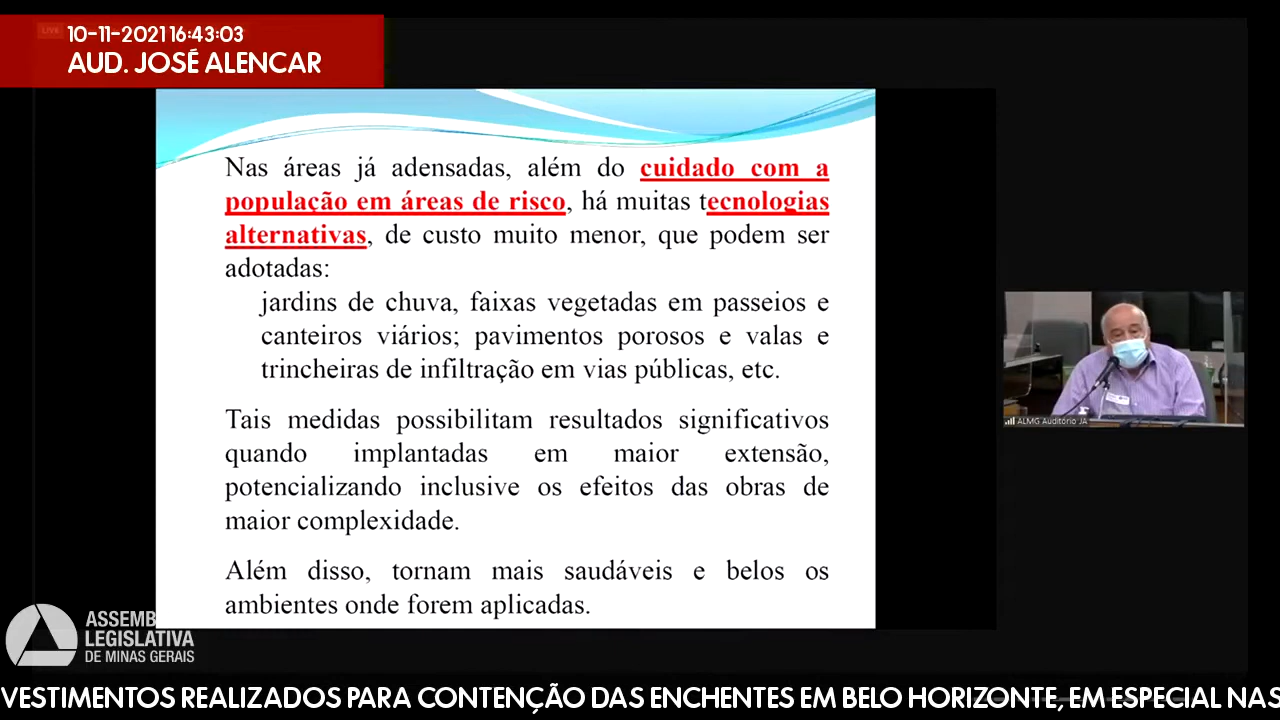 LIVE
10-11-2021 16:43:03
AUD. JOSÉ ALENCAR
Nas áreas já adensadas, além do cuidado com a
população em áreas de risco, há muitas tecnologias
alternativas, de custo muito menor, que podem ser
adotadas:
jardins de chuva, faixas vegetadas em passeios e
canteiros viários; pavimentos porosos e valas e
trincheiras de infiltração em vias públicas, etc.
Tais medidas possibilitam resultados significativos
quando implantadas em maior extensão,
potencializando inclusive os efeitos das obras de
maior complexidade.
Além disso, tornam mais saudáveis e belos os
ambientes onde forem aplicadas.
ALMG Auditório JA
ASSEMB
LEGISLATIVA
DE MINAS GERAIS
VESTIMENTOS REALIZADOS PARA CONTENÇÃO DAS ENCHENTES EM BELO HORIZONTE, EM ESPECIAL NAS